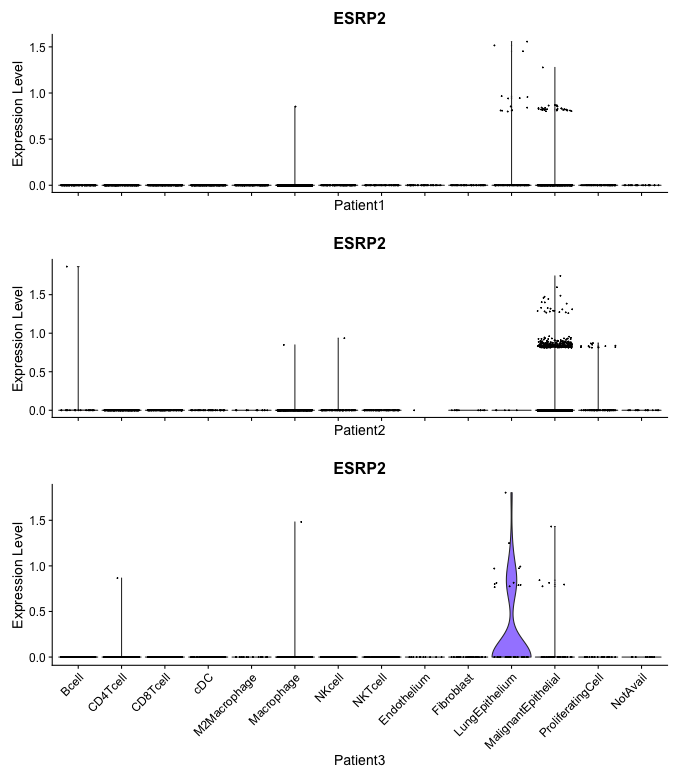 ESRP2
Expression Level
1.5
1.0
0.5
0.0
Patient1
ESRP2
Expression Level
1.5
1.0
0.5
0.0
Patient2
ESRP2
Expression Level
1.5
1.0
0.5
0.0
Bcell
CD4Tcell
CD8Tcell
cDC
M2Macrophage
Macrophage
NKcell
NKTcell
Endothelium
Fibroblast
LungEpithelium
MalignantEpithelial
ProliferatingCell
NotAvail
Patient3